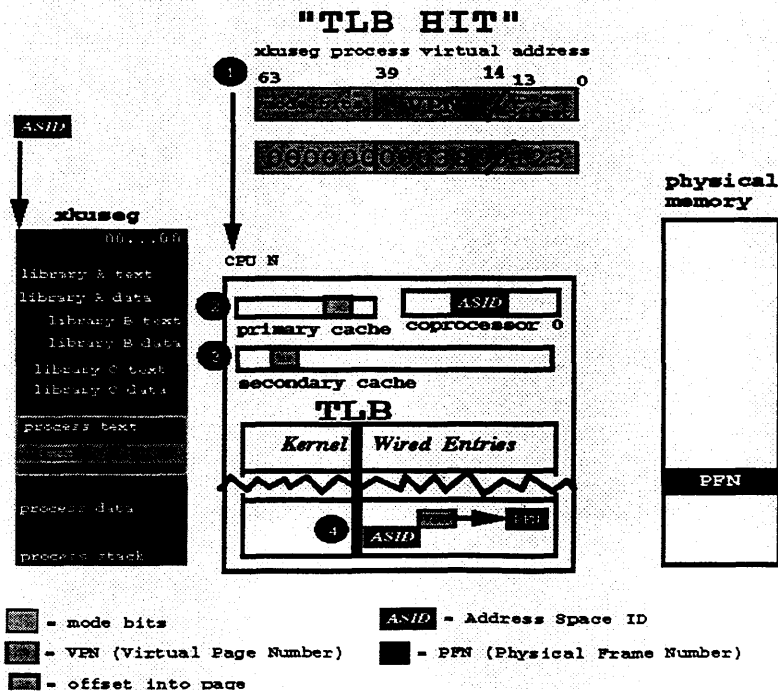 "TLB HIT"
xkuseg process virtual address
1
63 39 14 13 0
VPN
ASID
xkuseg
00...00
library A text
library A data
library B text
library B data
library C text
library C data
process text
process data
process stack
physical
memory
PFN
CPU N
2
ASID
primary cache
coprocessor 0
3
secondary cache
TLB
Kernel Wired Entries
4
ASID
PFN
= mode bits
= VPN (Virtual Page Number)
= offset into page
ASID = Address Space ID
= PFN (Physical Frame Number)